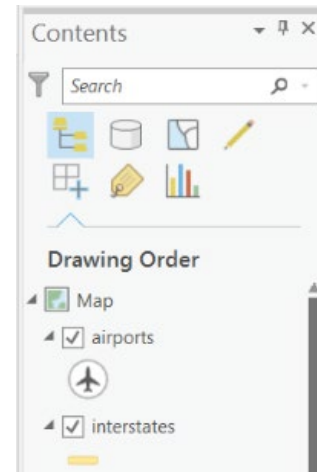 Contents
Search
Drawing Order
Map
airports
interstates